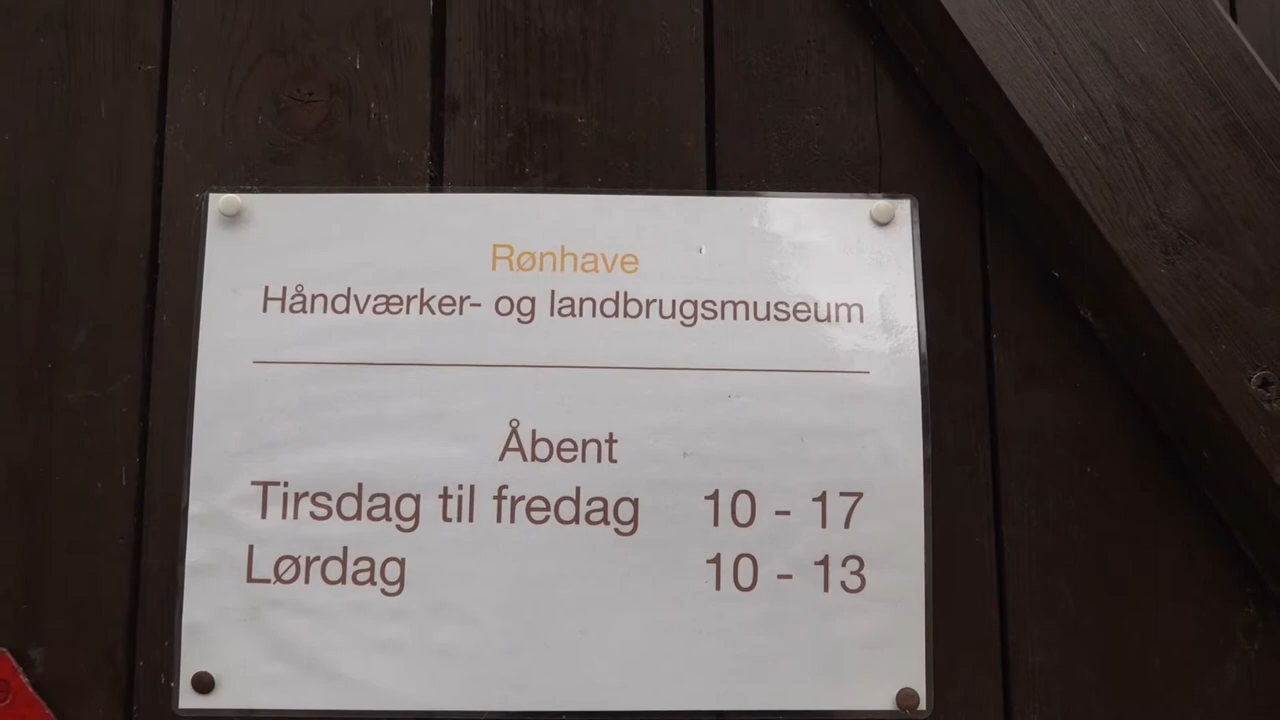 Rønhave
Håndværker- og landbrugsmuseum
Åbent
Tirsdag til fredag 10 - 17
Lørdag 10 - 13